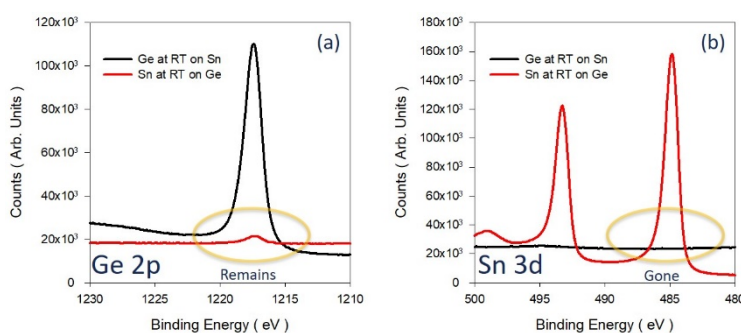 (a)
Ge at RT on Sn
Sn at RT on Ge
120x10³
100x10³
80x10³
60x10³
40x10³
20x10³
0
Counts ( Arb. Units )
Ge 2p
Remains
1230
1225
1220
1215
1210
Binding Energy ( eV )
(b)
Ge at RT on Sn
Sn at RT on Ge
180x10³
160x10³
140x10³
120x10³
100x10³
80x10³
60x10³
40x10³
20x10³
0
Counts ( Arb. Units )
Sn 3d
Gone
500
495
490
485
480
Binding Energy ( eV )